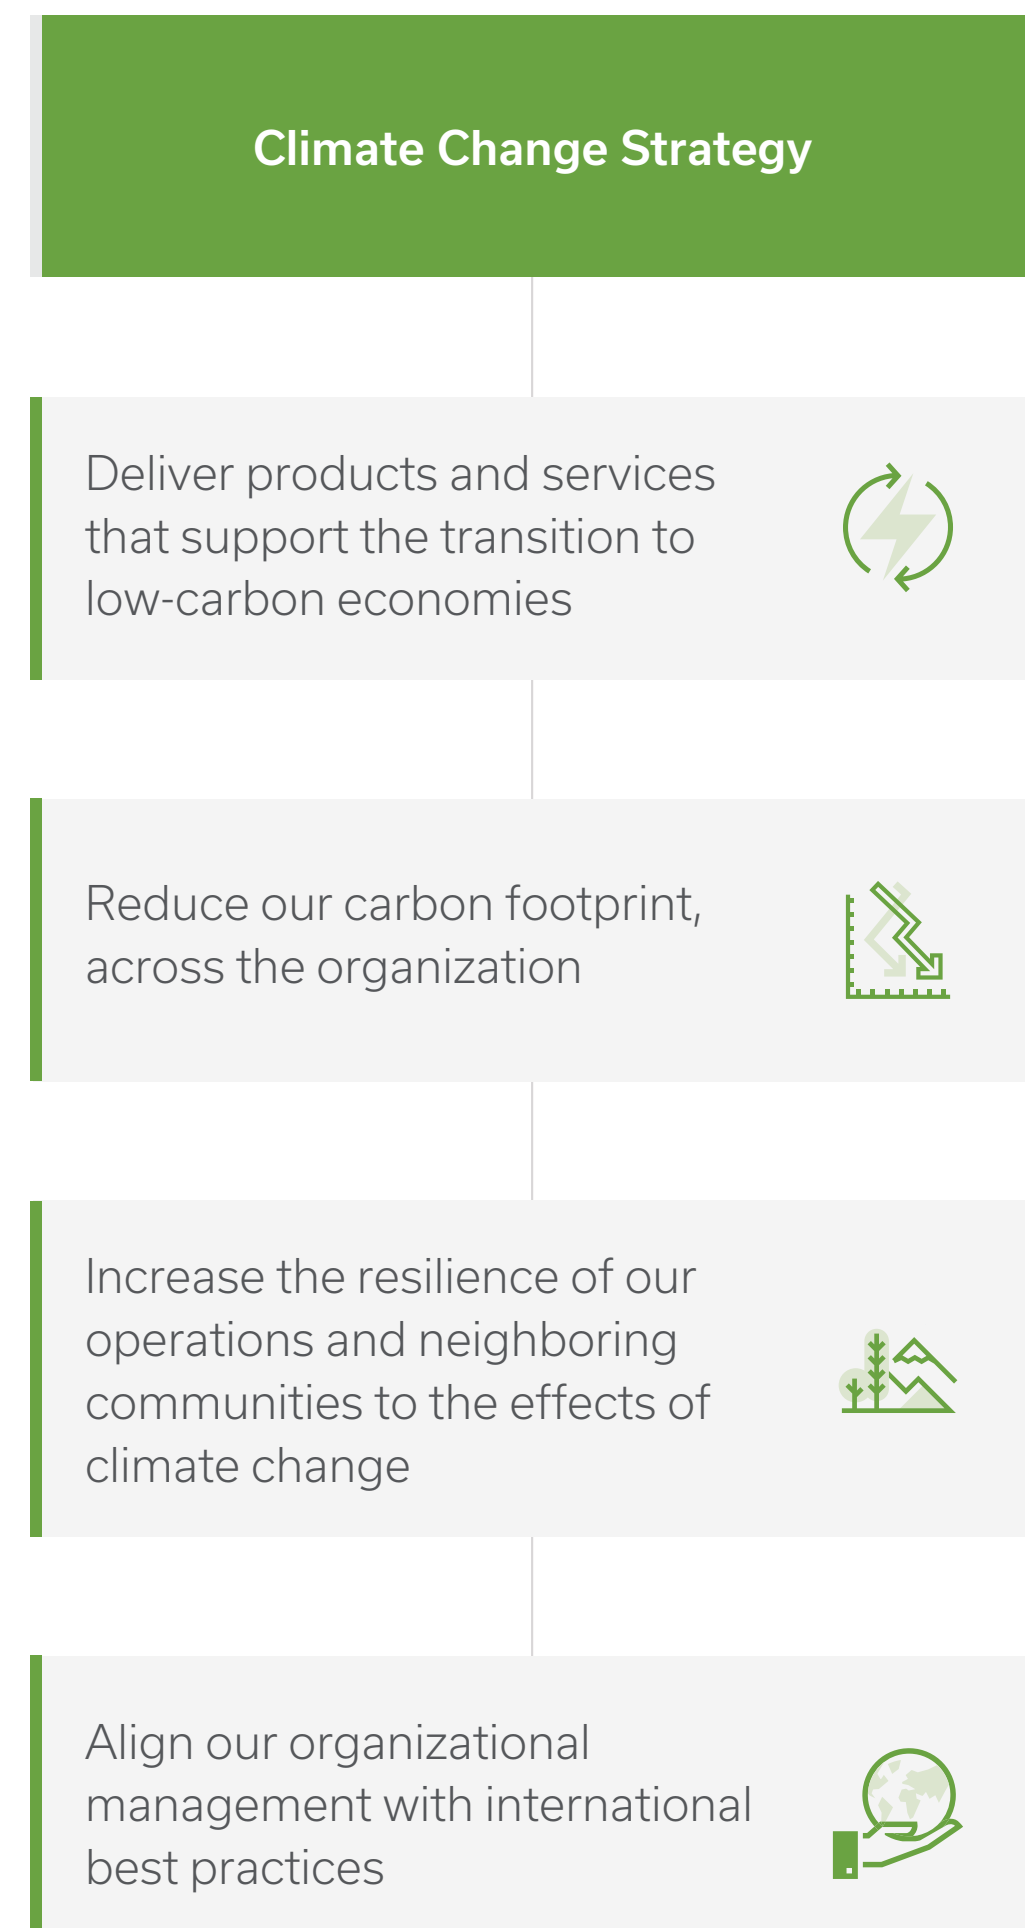 Climate Change Strategy
Deliver products and services
that support the transition to
low-carbon economies
Reduce our carbon footprint,
across the organization
Increase the resilience of our
operations and neighboring
communities to the effects of
climate change
Align our organizational
management with international
best practices